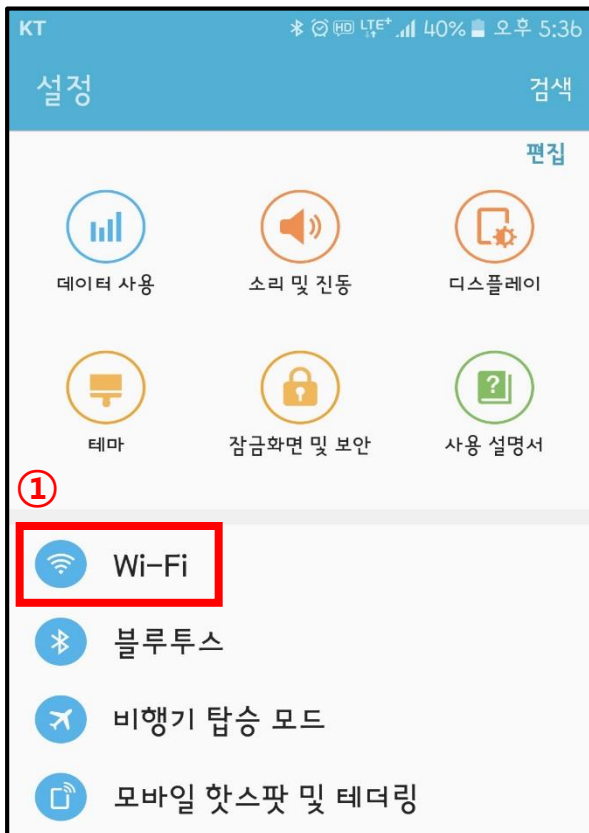 KT HD LTE+ 40% 오후 5:36
설정 검색
편집
데이터 사용 소리 및 진동 디스플레이
테마 잠금화면 및 보안 사용 설명서
①
Wi-Fi
블루투스
비행기 탑승 모드
모바일 핫스팟 및 테더링